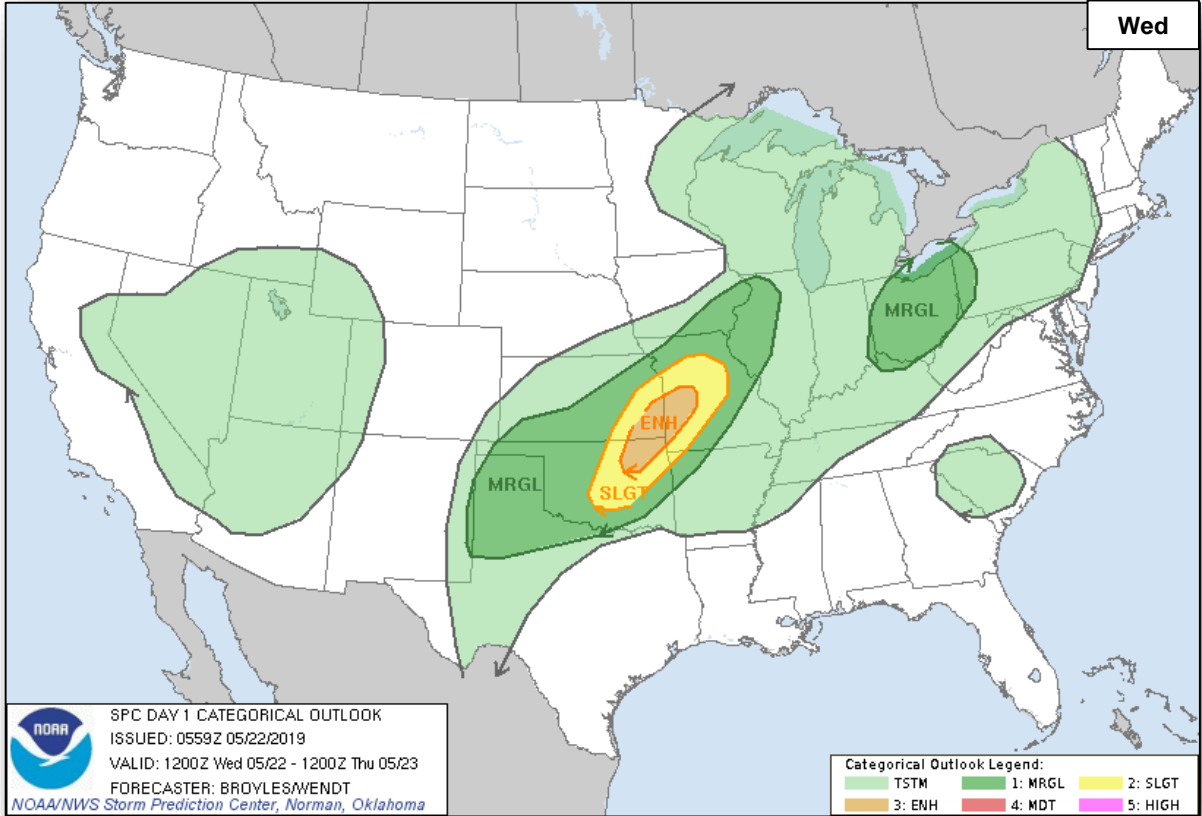 Wed
MRGL
ENH
MRGL
SLGT
NOAA
SPC DAY 1 CATEGORICAL OUTLOOK
ISSUED: 0559Z 05/22/2019
VALID: 1200Z Wed 05/22 - 1200Z Thu 05/23
FORECASTER: BROYLES/WENDT
NOAA/NWS Storm Prediction Center, Norman, Oklahoma
Categorical Outlook Legend:
TSTM 1: MRGL 2: SLGT
3: ENH 4: MDT 5: HIGH